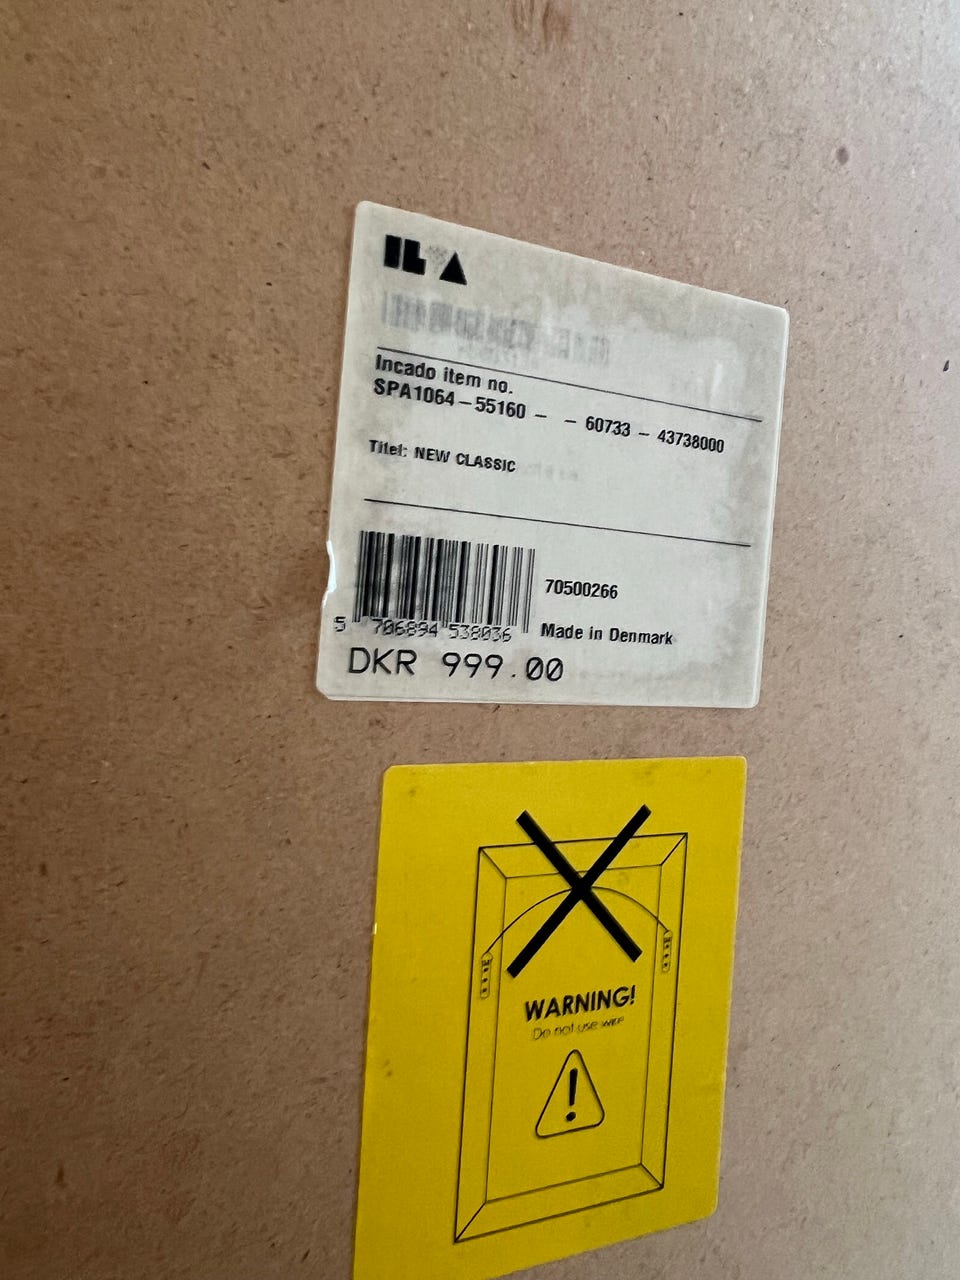 ILVA
Incado item no.
SPA1064 – 55160 – – 60733 – 43738000
Titel: NEW CLASSIC
70500266
5 706894 538036
Made in Denmark
DKR 999.00
WARNING!
Do not use wire